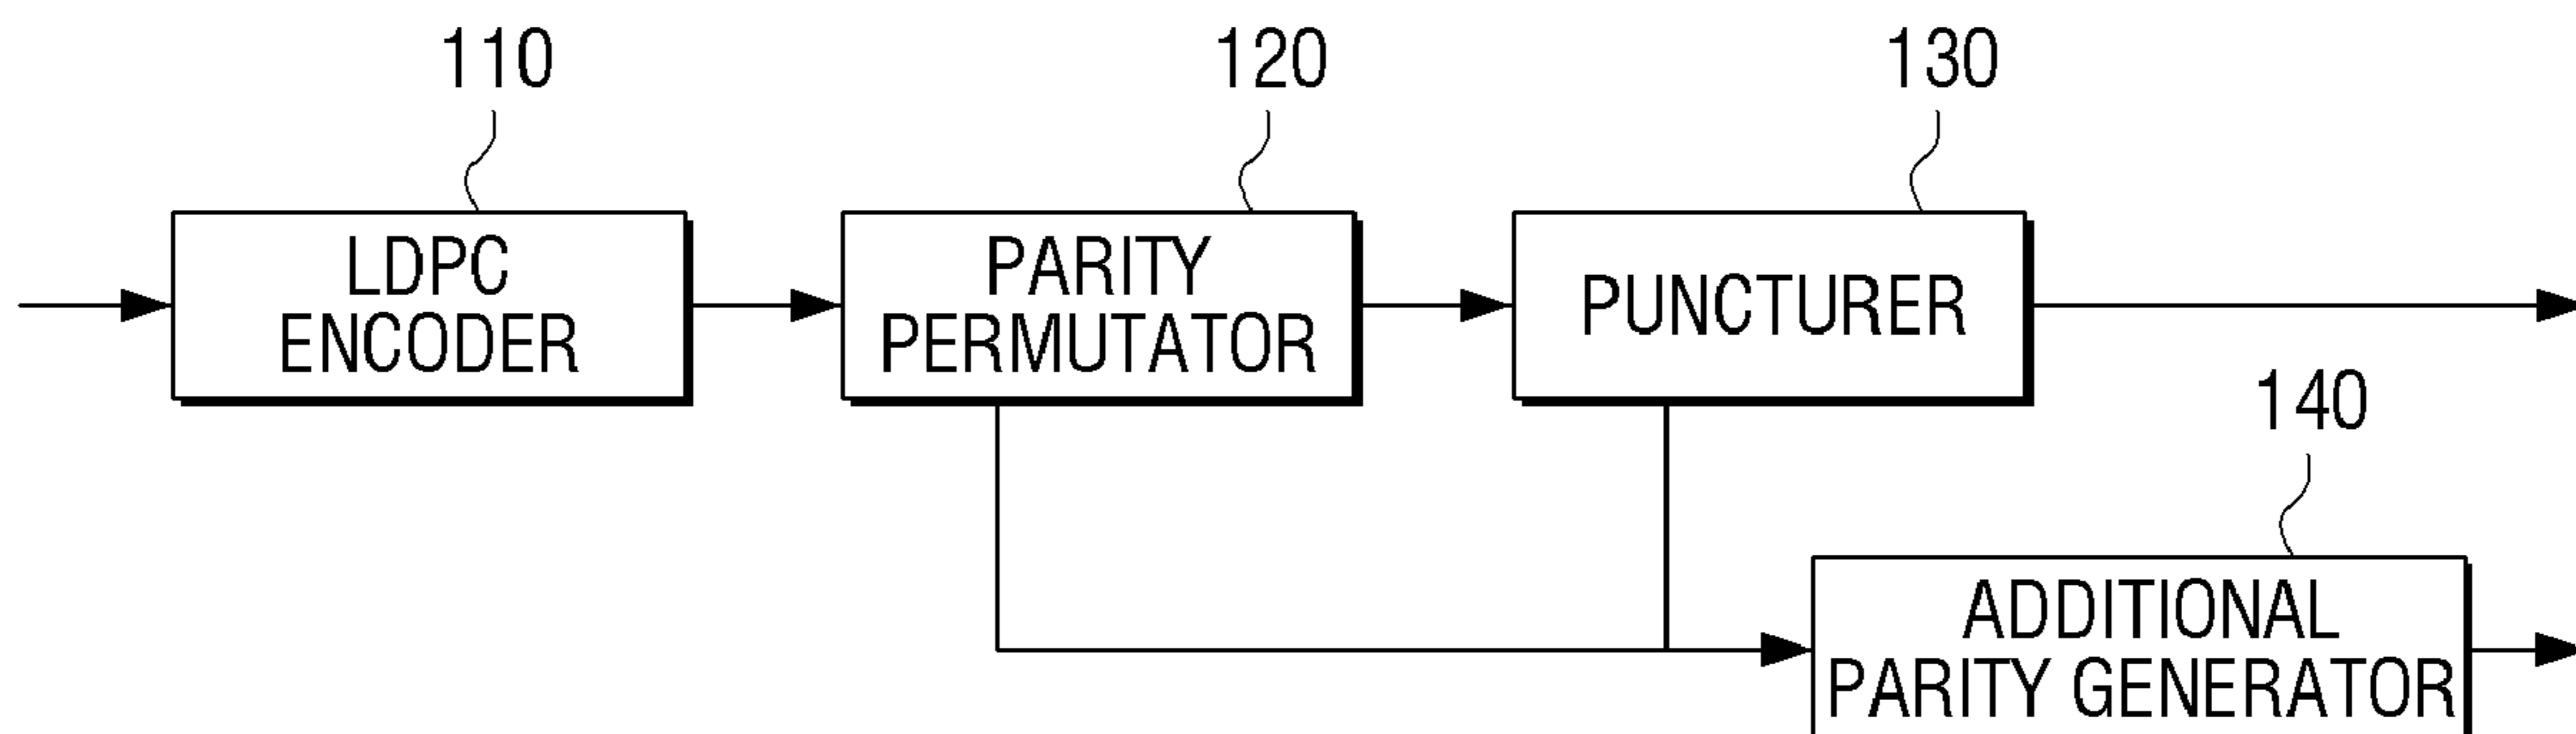 110
120
130
LDPC
ENCODER
PARITY
PERMUTATOR
PUNCTURER
140
ADDITIONAL
PARITY GENERATOR